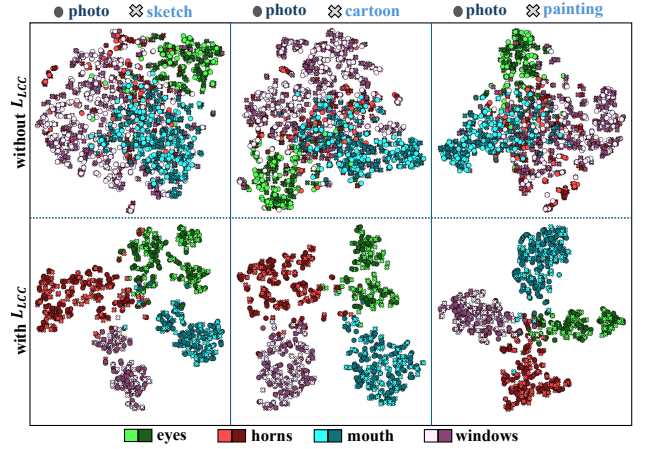 photo sketch photo cartoon photo painting
without L_LCC
with L_LCC
eyes horns mouth windows